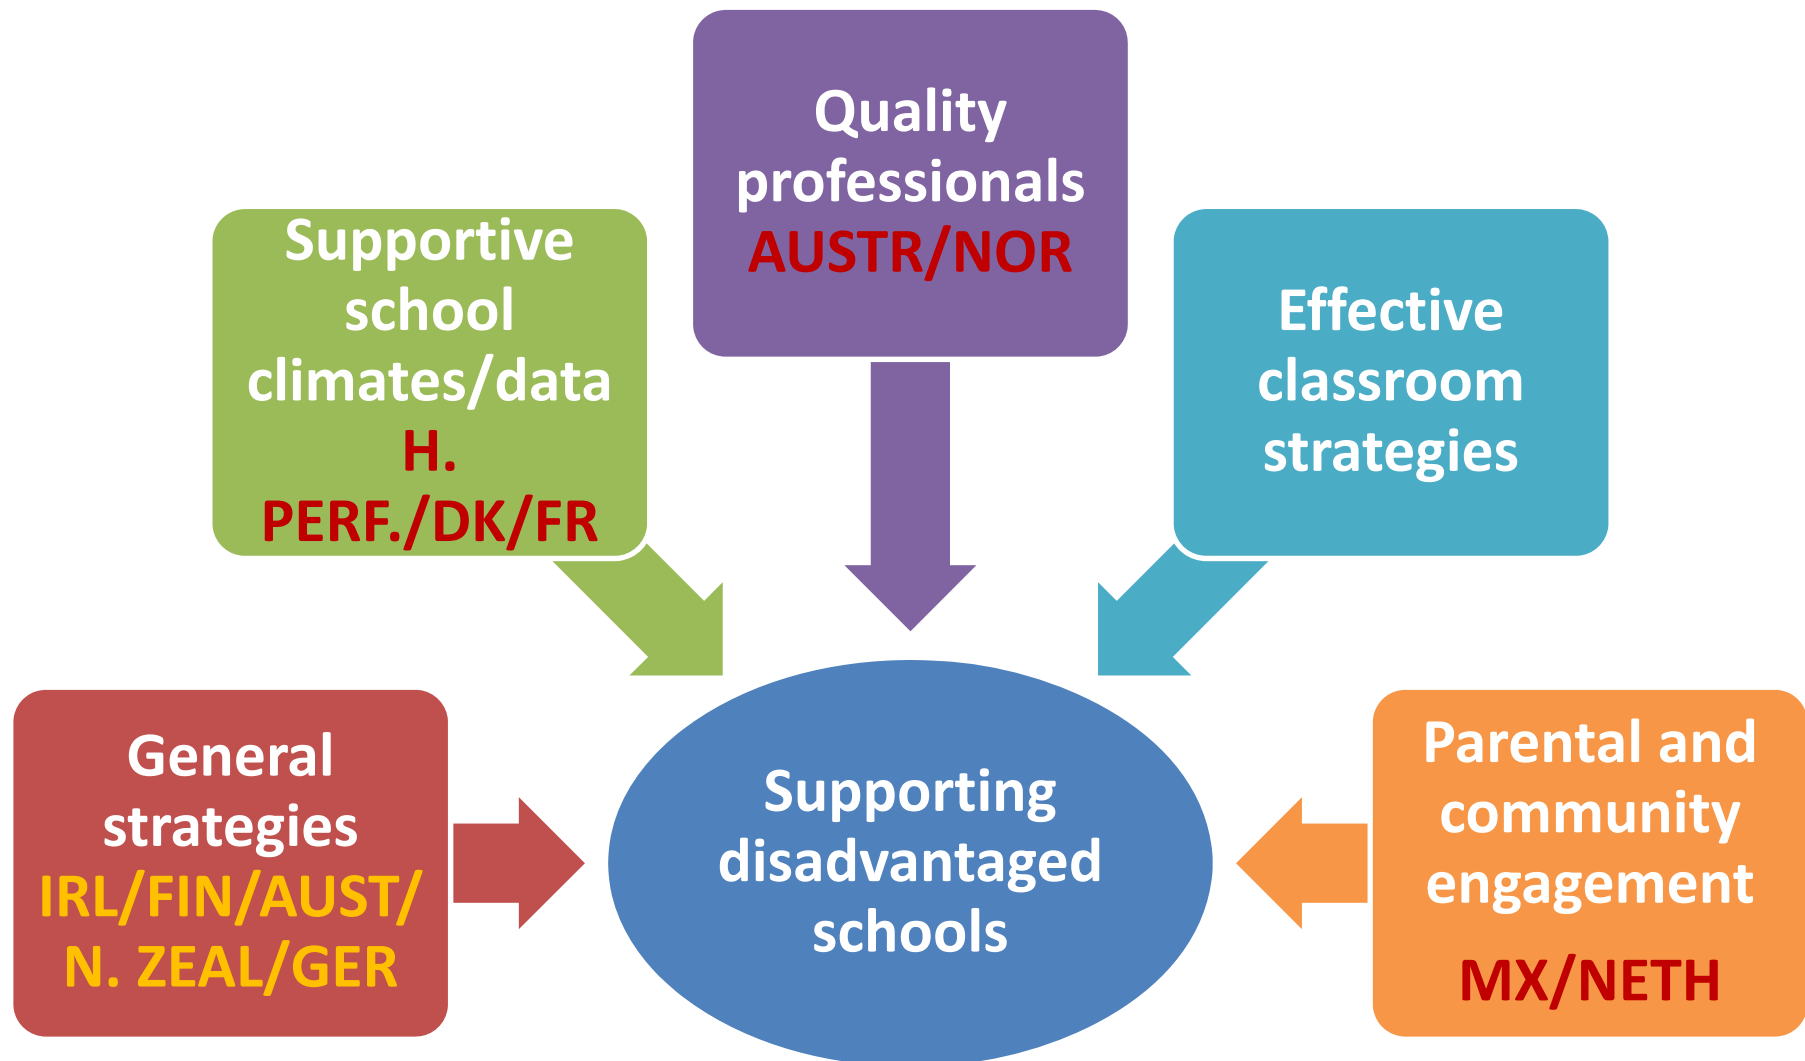 Quality
professionals
AUSTR/NOR
Supportive
school
climates/data
H.
PERF./DK/FR
Effective
classroom
strategies
General
strategies
IRL/FIN/AUST/
N. ZEAL/GER
Supporting
disadvantaged
schools
Parental and
community
engagement
MX/NETH